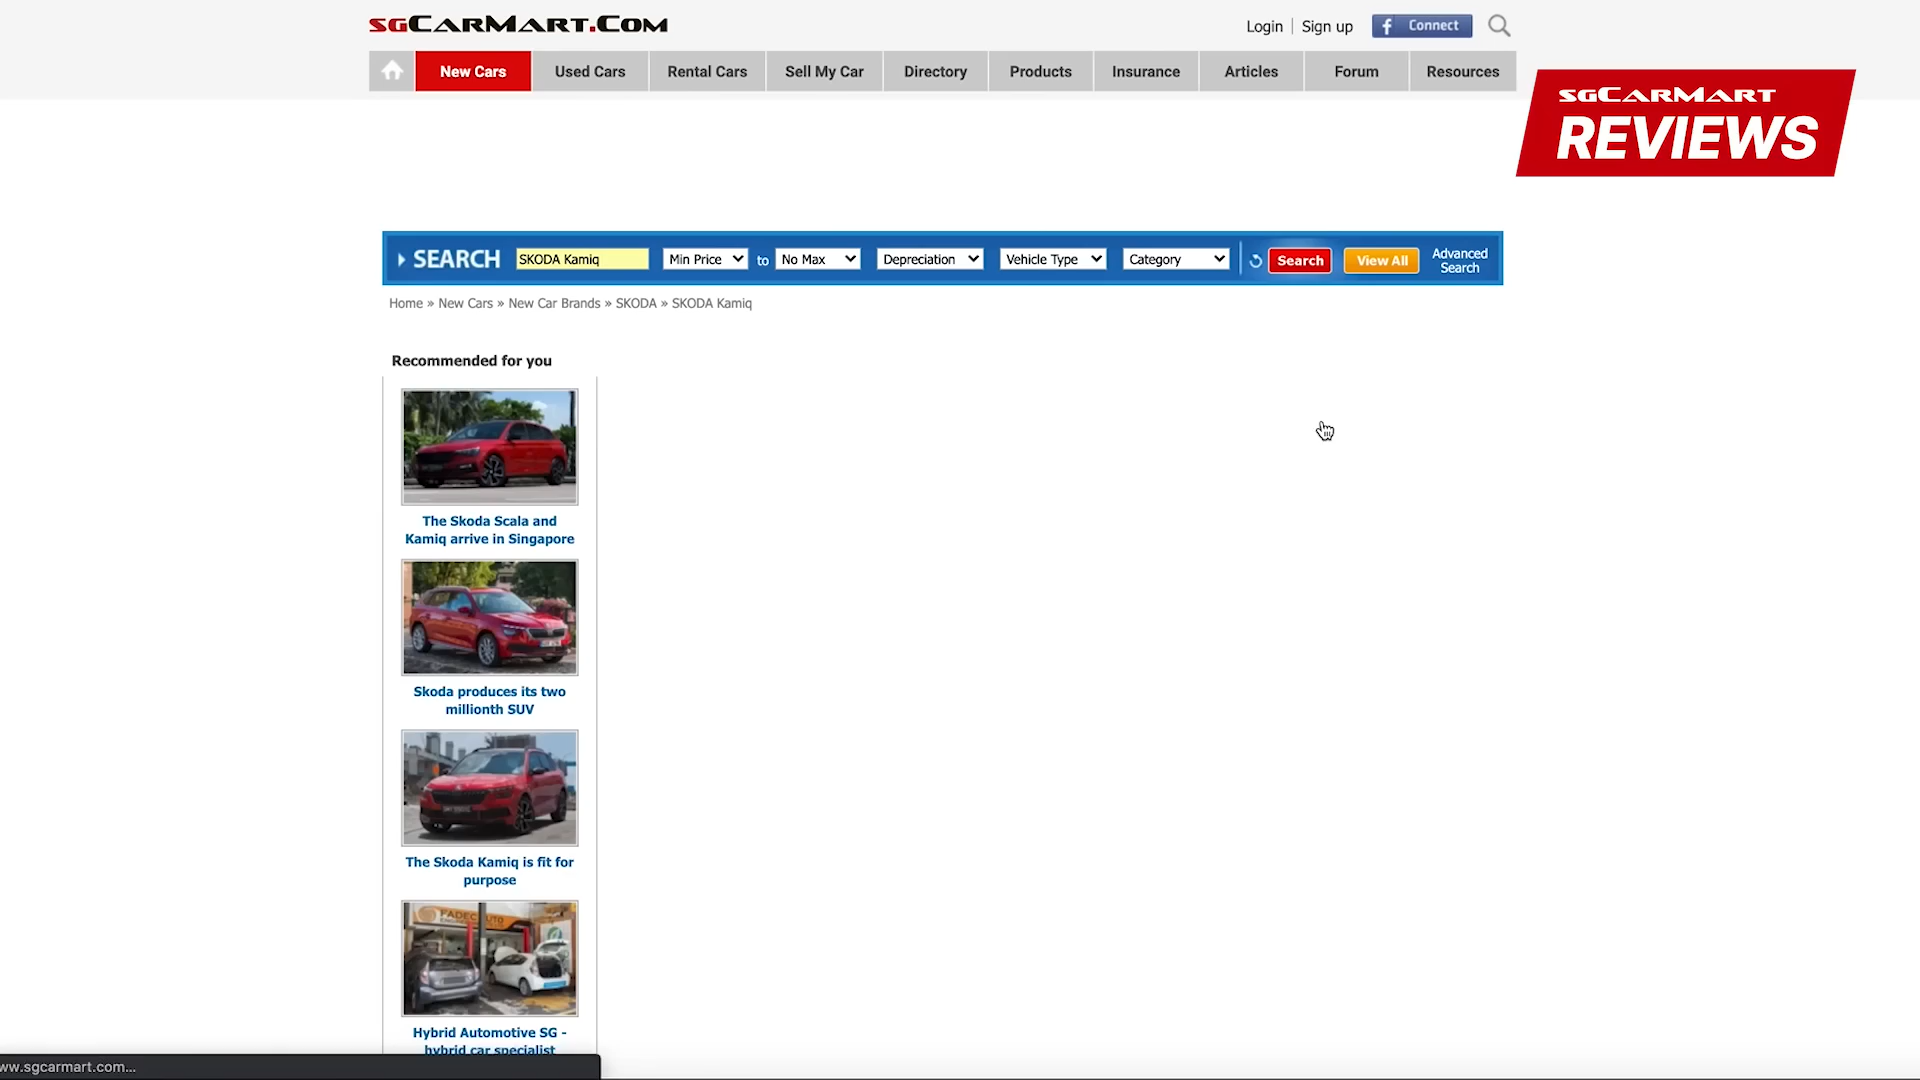 SGCARMART.COM
Login
Sign up
f Connect
New Cars
Used Cars
Rental Cars
Sell My Car
Directory
Products
Insurance
Articles
Forum
Resources
SGCARMART
REVIEWS
SEARCH
SKODA Kamiq
Min Price
to
No Max
Depreciation
Vehicle Type
Category
Search
View All
Advanced
Search
Home » New Cars » New Car Brands » SKODA » SKODA Kamiq
Recommended for you
The Skoda Scala and
Kamiq arrive in Singapore
Skoda produces its two
millionth SUV
The Skoda Kamiq is fit for
purpose
FADEC AUTO
Hybrid Automotive SG -
hybrid car specialist
ww.sgcarmart.com...